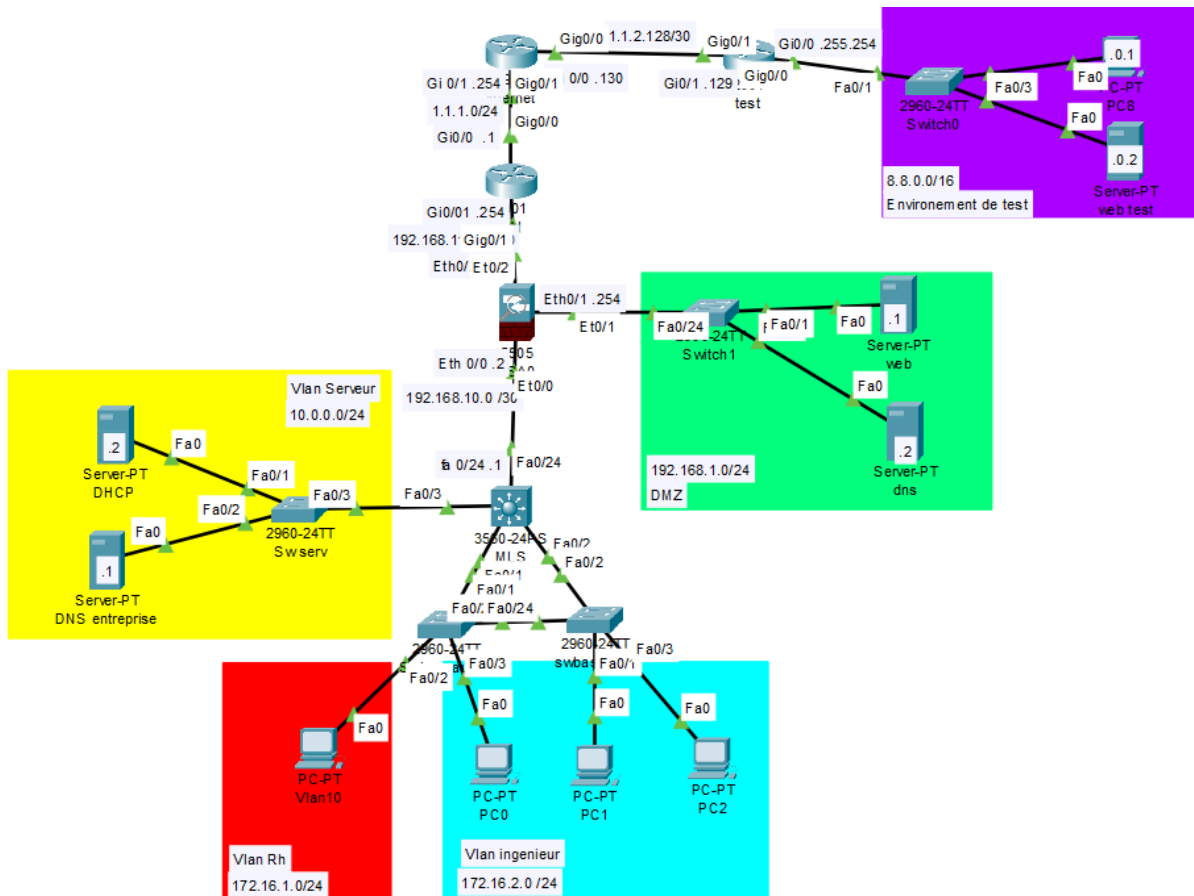 Gig0/0
1.1.2.128/30
Gig0/1
Gi0/0 .255.254
.0.1
Gi 0/1 .254
Gig0/1
0/0 .130
Gi0/1 .129
Gig0/0
test
Fa0/1
Fa0/3
Fa0
PC-PT
PC8
1.1.1.0/24
Gig0/0
2960-24TT
Switch0
Fa0
Gi0/0 .1
.0.2
8.8.0.0/16
Environement de test
Server-PT
web test
Gi0/01 .254
Gig0/1
Et0/2
Eth0/1 .254
Et0/1
Fa0/24
Switch1
Fa0/1
Fa0
.1
Server-PT
web
Fa0
Eth 0/0 .2
Et0/0
192.168.10.0 /30
Vlan Serveur
10.0.0.0/24
.2
Fa0
Server-PT
DHCP
Fa0/1
fa 0/24 .1
Fa0/24
192.168.1.0/24
DMZ
.2
Server-PT
dns
Fa0/2
Fa0/3
Fa0/3
Fa0
2960-24TT
Swserv
.1
Server-PT
DNS entreprise
MLS
Fa0/2
Fa0/2
Fa0/1
Fa0/1
Fa0/24
2960-24TT
2960-24TT
Fa0/3
Fa0/2
Fa0/3
Fa0/1
Fa0
Fa0
Fa0
Fa0
PC-PT
Vlan10
PC-PT
PC0
PC-PT
PC1
PC-PT
PC2
Vlan Rh
172.16.1.0/24
Vlan ingenieur
172.16.2.0 /24